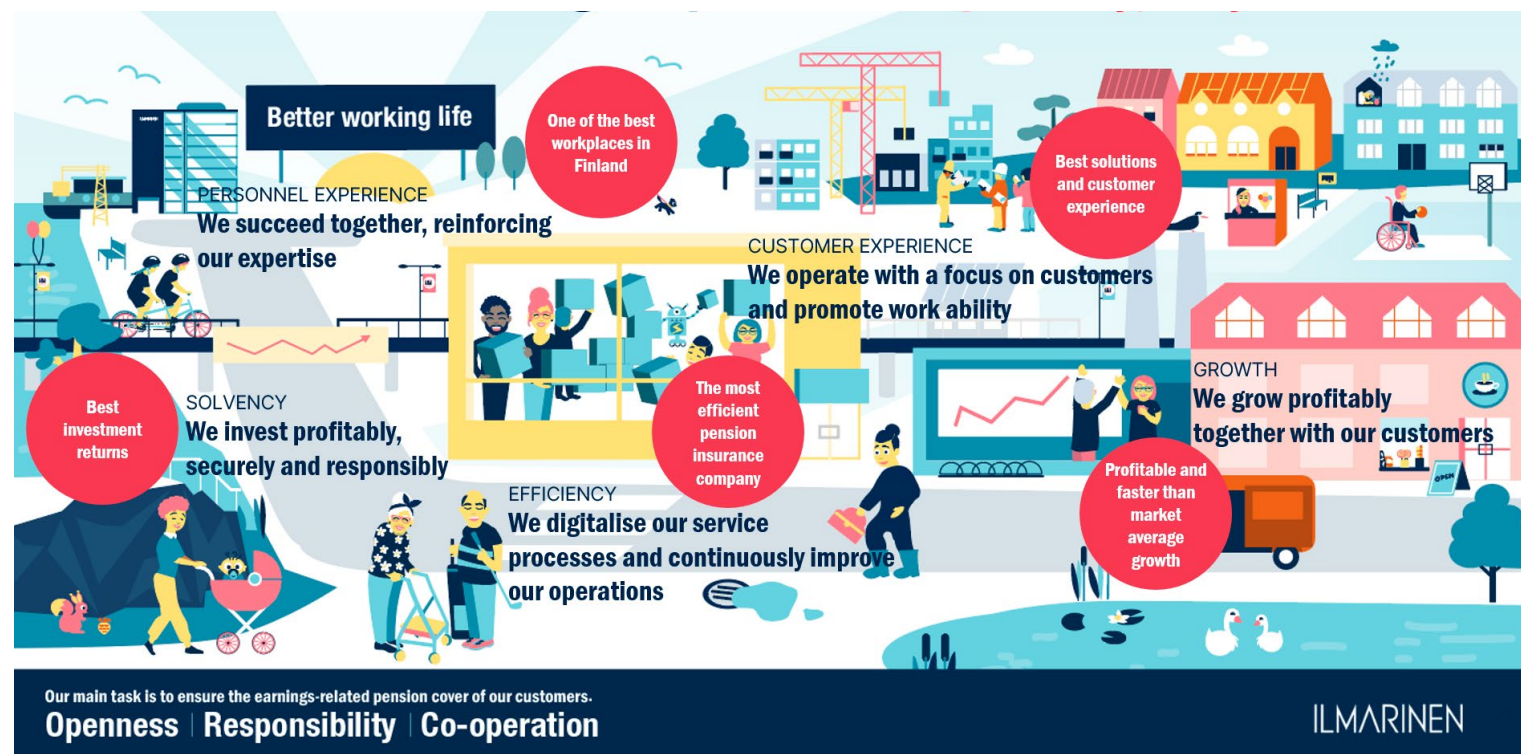 Better working life
One of the best
workplaces in
Finland
PERSONNEL EXPERIENCE
We succeed together, reinforcing
our expertise
Best solutions
and customer
experience
CUSTOMER EXPERIENCE
We operate with a focus on customers
and promote work ability
Best
investment
returns
SOLVENCY
We invest profitably,
securely and responsibly
The most
efficient
pension
insurance
company
GROWTH
We grow profitably
together with our customers
Profitable and
faster than
market
average
growth
OPEN
EFFICIENCY
We digitalise our service
processes and continuously improve
our operations
Our main task is to ensure the earnings-related pension cover of our customers.
Openness | Responsibility | Co-operation
ILMARINEN